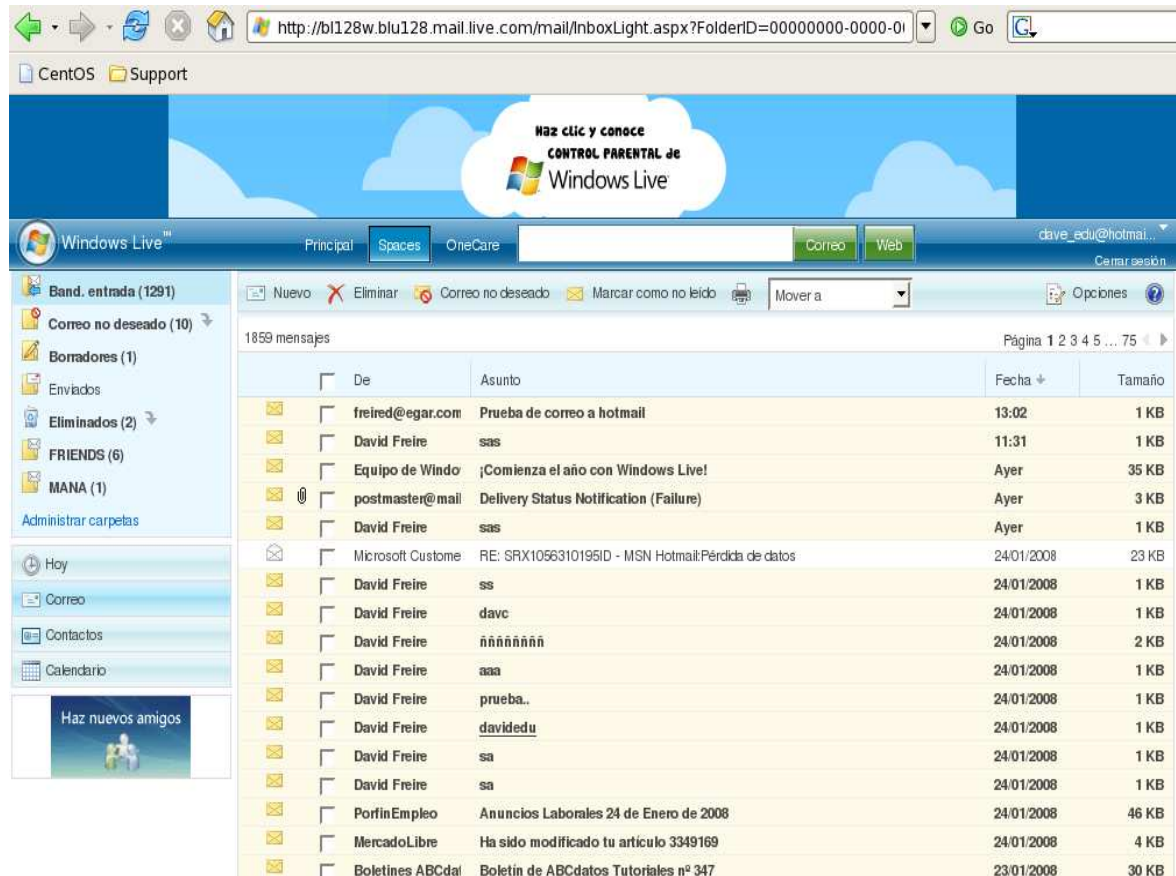 http://bl128w.blu128.mail.live.com/mail/InboxLight.aspx?FolderID=00000000-0000-0 Go
CentOS Support
Haz clic y conoce
CONTROL PARENTAL de
Windows Live
Windows Live™ Principal Spaces OneCare Correo Web dave_edu@hotmai...
Cerrar sesión
Band. entrada (1291)
Correo no deseado (10)
Borradores (1)
Enviados
Eliminados (2)
FRIENDS (6)
MANA (1)
Administrar carpetas
Hoy
Correo
Contactos
Calendario
Haz nuevos amigos
Nuevo Eliminar Correo no deseado Marcar como no leído Mover a Opciones
1859 mensajes Página 1 2 3 4 5 ... 75
De Asunto Fecha Tamaño
freired@egar.com Prueba de correo a hotmail 13:02 1 KB
David Freire sas 11:31 1 KB
Equipo de Windo ¡Comienza el año con Windows Live! Ayer 35 KB
postmaster@mail Delivery Status Notification (Failure) Ayer 3 KB
David Freire sas Ayer 1 KB
Microsoft Custome RE: SRX1056310195ID - MSN Hotmail:Pérdida de datos 24/01/2008 23 KB
David Freire ss 24/01/2008 1 KB
David Freire davc 24/01/2008 1 KB
David Freire ññññññññ 24/01/2008 2 KB
David Freire aaa 24/01/2008 1 KB
David Freire prueba.. 24/01/2008 1 KB
David Freire davidedu 24/01/2008 1 KB
David Freire sa 24/01/2008 1 KB
David Freire sa 24/01/2008 1 KB
PorfinEmpleo Anuncios Laborales 24 de Enero de 2008 24/01/2008 46 KB
MercadoLibre Ha sido modificado tu artículo 3349169 24/01/2008 4 KB
Boletines ABCdat Boletín de ABCdatos Tutoriales nº 347 23/01/2008 30 KB